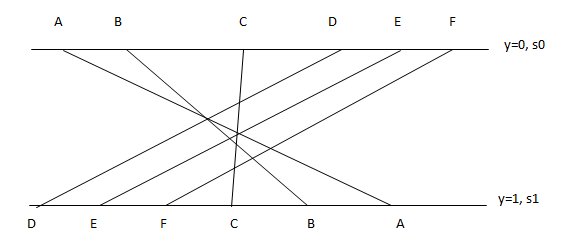 A B C D E F
y=0, s0
y=1, s1
D E F C B A